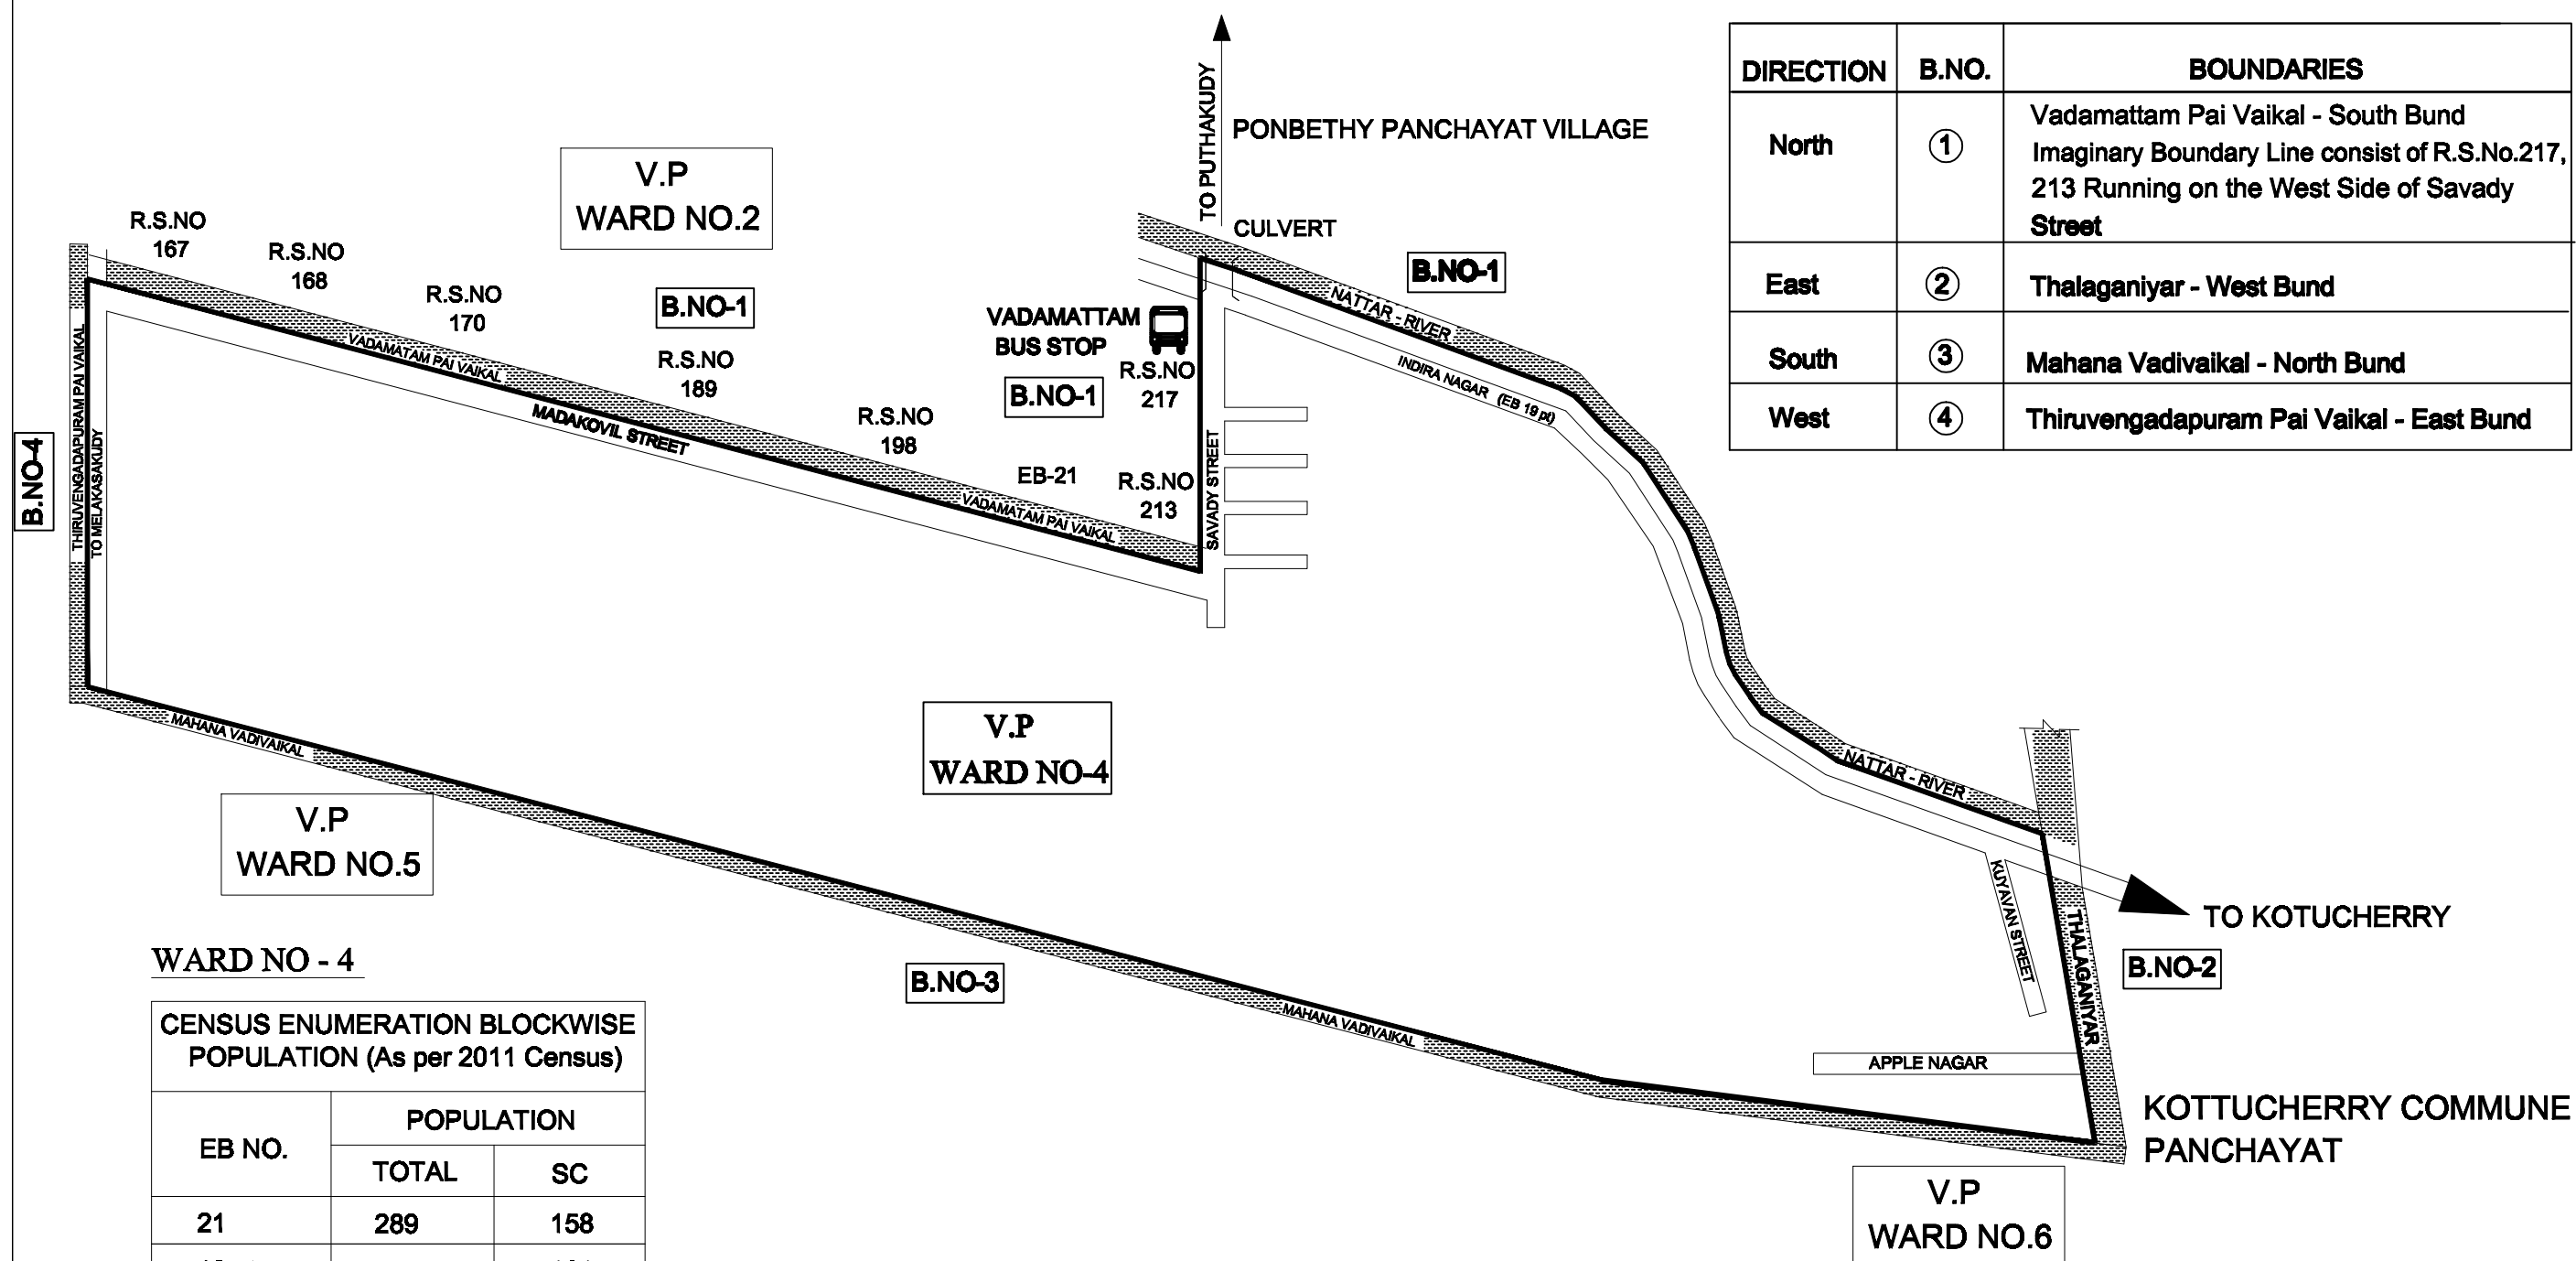 DIRECTION B.NO. BOUNDARIES
North 1 Vadamattam Pai Vaikal - South Bund
Imaginary Boundary Line consist of R.S.No.217,
213 Running on the West Side of Savady
Street
East 2 Thalaganiyar - West Bund
South 3 Mahana Vadivaikal - North Bund
West 4 Thiruvengadapuram Pai Vaikal - East Bund
TO PUTHAKUDY
PONBETHY PANCHAYAT VILLAGE
V.P
WARD NO.2
CULVERT
R.S.NO
167
R.S.NO
168
R.S.NO
170
B.NO-1
R.S.NO
189
R.S.NO
198
VADAMATTAM
BUS STOP
R.S.NO
217
B.NO-1
EB-21
R.S.NO
213
B.NO-1
NATTAR - RIVER
INDIRA NAGAR (EB 19 pt)
VADAMATAM PAI VAIKAL
MADAKOVIL STREET
VADAMATAM PAI VAIKAL
SAVADY STREET
B.NO-4
THIRUVENGADAPURAM PAI VAIKAL
TO MELAKASAKUDY
MAHANA VADIVAIKAL
V.P
WARD NO-4
V.P
WARD NO.5
NATTAR - RIVER
KUYAVAN STREET
THALAGANIYAR
TO KOTUCHERRY
B.NO-2
B.NO-3
MAHANA VADIVAIKAL
APPLE NAGAR
KOTTUCHERRY COMMUNE
PANCHAYAT
V.P
WARD NO.6
WARD NO - 4
CENSUS ENUMERATION BLOCKWISE
POPULATION (As per 2011 Census)
EB NO. POPULATION
TOTAL SC
21 289 158